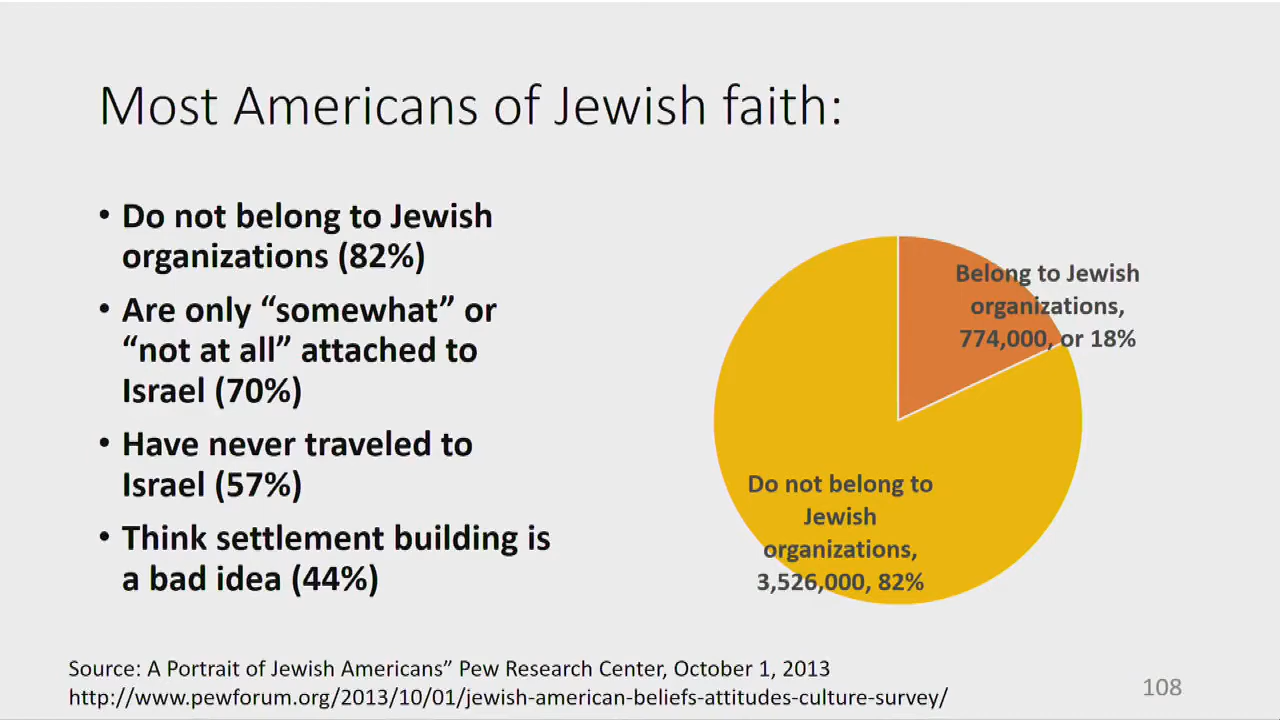 Most Americans of Jewish faith:
• Do not belong to Jewish
organizations (82%)
• Are only “somewhat” or
“not at all” attached to
Israel (70%)
• Have never traveled to
Israel (57%)
• Think settlement building is
a bad idea (44%)
Belong to Jewish
organizations,
774,000, or 18%
Do not belong to
Jewish
organizations,
3,526,000, 82%
Source: A Portrait of Jewish Americans” Pew Research Center, October 1, 2013
http://www.pewforum.org/2013/10/01/jewish-american-beliefs-attitudes-culture-survey/
108